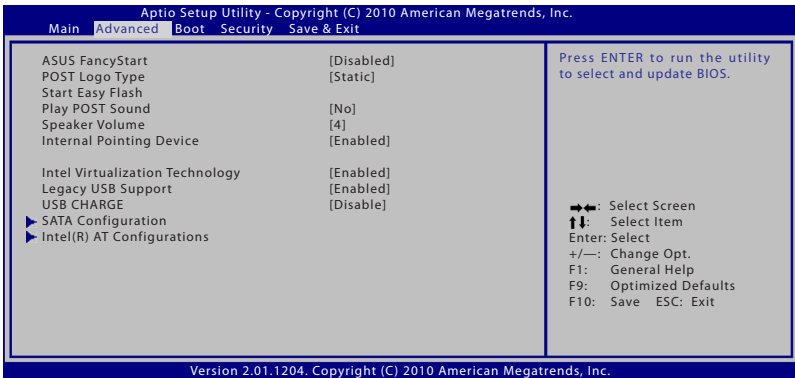 Aptio Setup Utility - Copyright (C) 2010 American Megatrends, Inc.
Main Advanced Boot Security Save & Exit
ASUS FancyStart [Disabled]
POST Logo Type [Static]
Start Easy Flash
Play POST Sound [No]
Speaker Volume [4]
Internal Pointing Device [Enabled]
Intel Virtualization Technology [Enabled]
Legacy USB Support [Enabled]
USB CHARGE [Disable]
SATA Configuration
Intel(R) AT Configurations
Press ENTER to run the utility
to select and update BIOS.
→←: Select Screen
↑↓: Select Item
Enter: Select
+/—: Change Opt.
F1: General Help
F9: Optimized Defaults
F10: Save ESC: Exit
Version 2.01.1204. Copyright (C) 2010 American Megatrends, Inc.